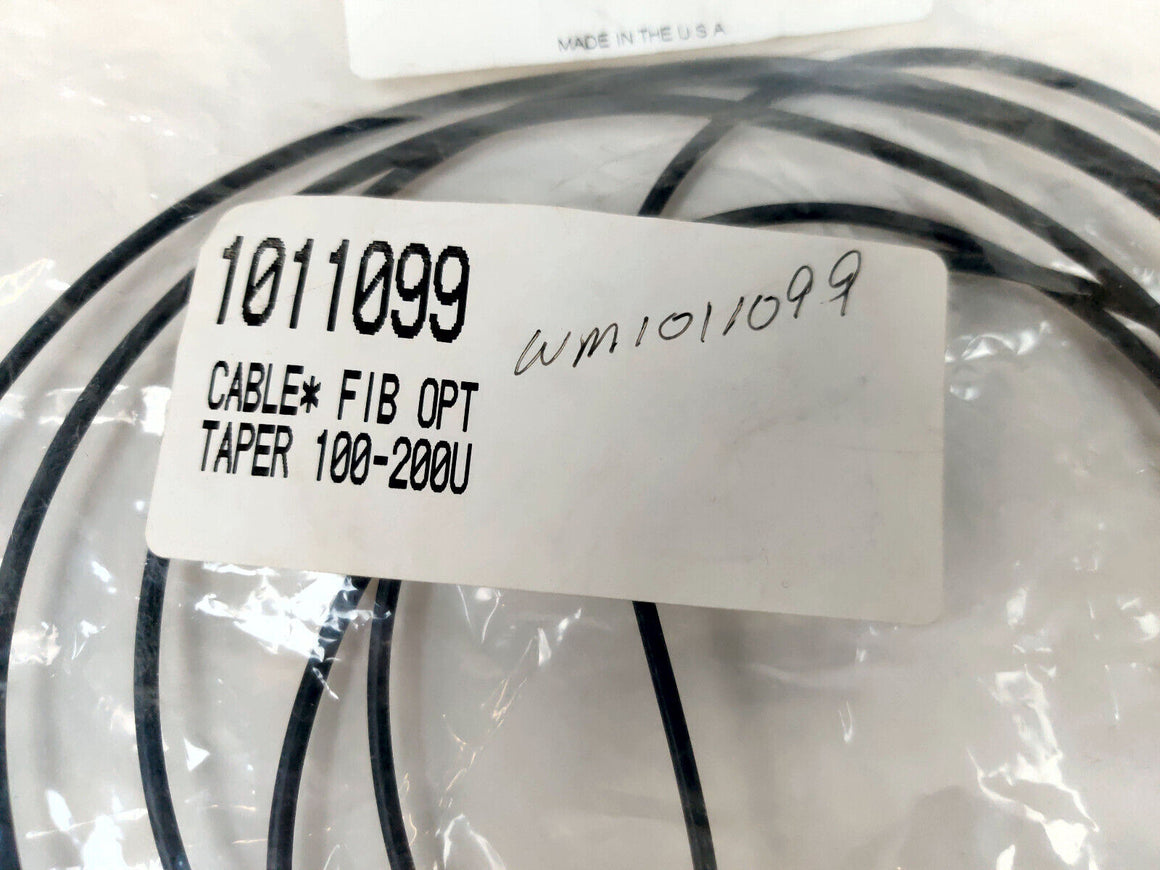 MADE IN THE U S A
1011099
WM1011099
CABLE* FIB OPT
TAPER 100-200U